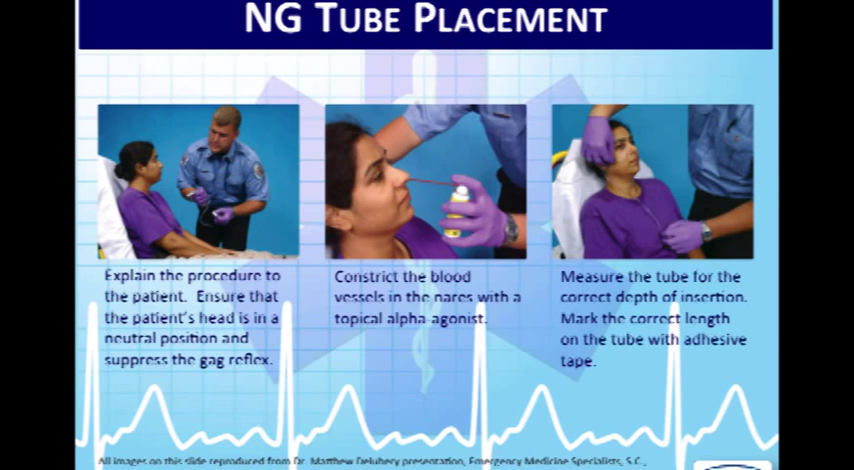 NG TUBE PLACEMENT
Explain the procedure to
the patient. Ensure that
the patient's head is in a
neutral position and
suppress the gag reflex.
Constrict the blood
vessels in the nares with a
topical alpha agonist.
Measure the tube for the
correct depth of insertion.
Mark the correct length
on the tube with adhesive
tape.
All images on this slide reproduced from Dr. Matthew Deluhery presentation, Emergency Medicine Specialists, S.C.,